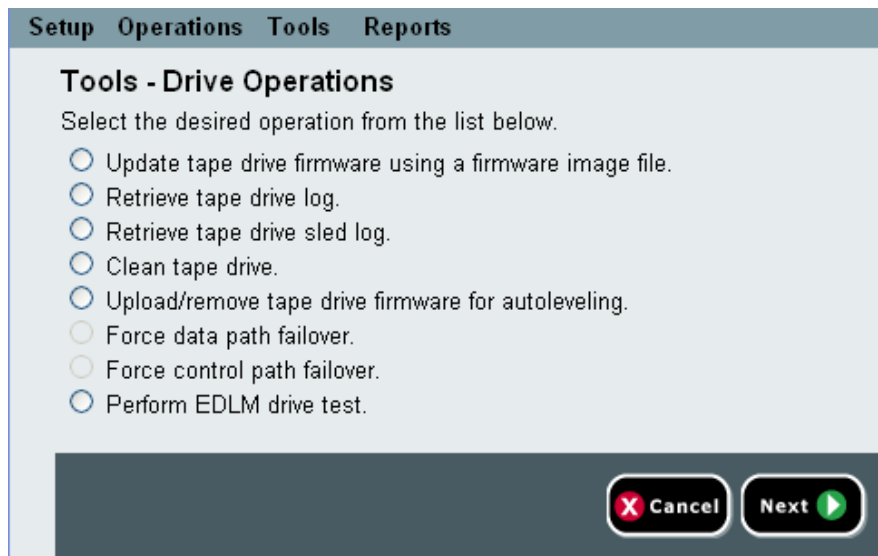 Setup Operations Tools Reports
Tools - Drive Operations
Select the desired operation from the list below.
Update tape drive firmware using a firmware image file.
Retrieve tape drive log.
Retrieve tape drive sled log.
Clean tape drive.
Upload/remove tape drive firmware for autoleveling.
Force data path failover.
Force control path failover.
Perform EDLM drive test.
Cancel Next